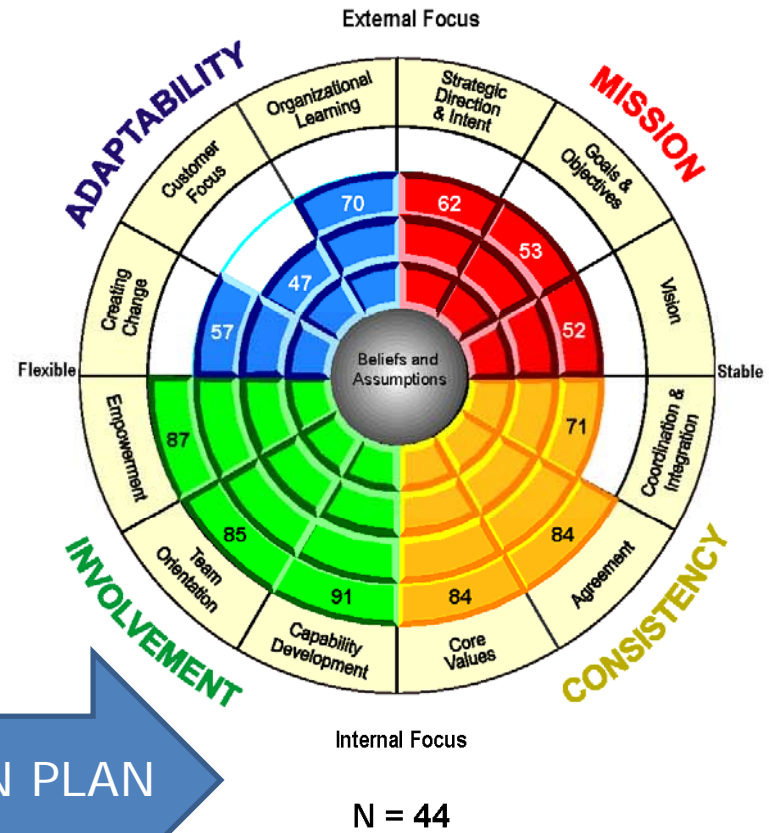 External Focus
ADAPTABILITY
MISSION
Organizational
Learning
Strategic
Direction
& Intent
Customer
Focus
Goals &
Objectives
Creating
Change
Vision
70
62
47
53
57
52
Flexible
Beliefs and
Assumptions
Stable
Empowerment
Coordination &
Integration
87
71
85
84
91
84
Team
Orientation
Agreement
Capability
Development
Core
Values
INVOLVEMENT
CONSISTENCY
Internal Focus
N PLAN
N = 44